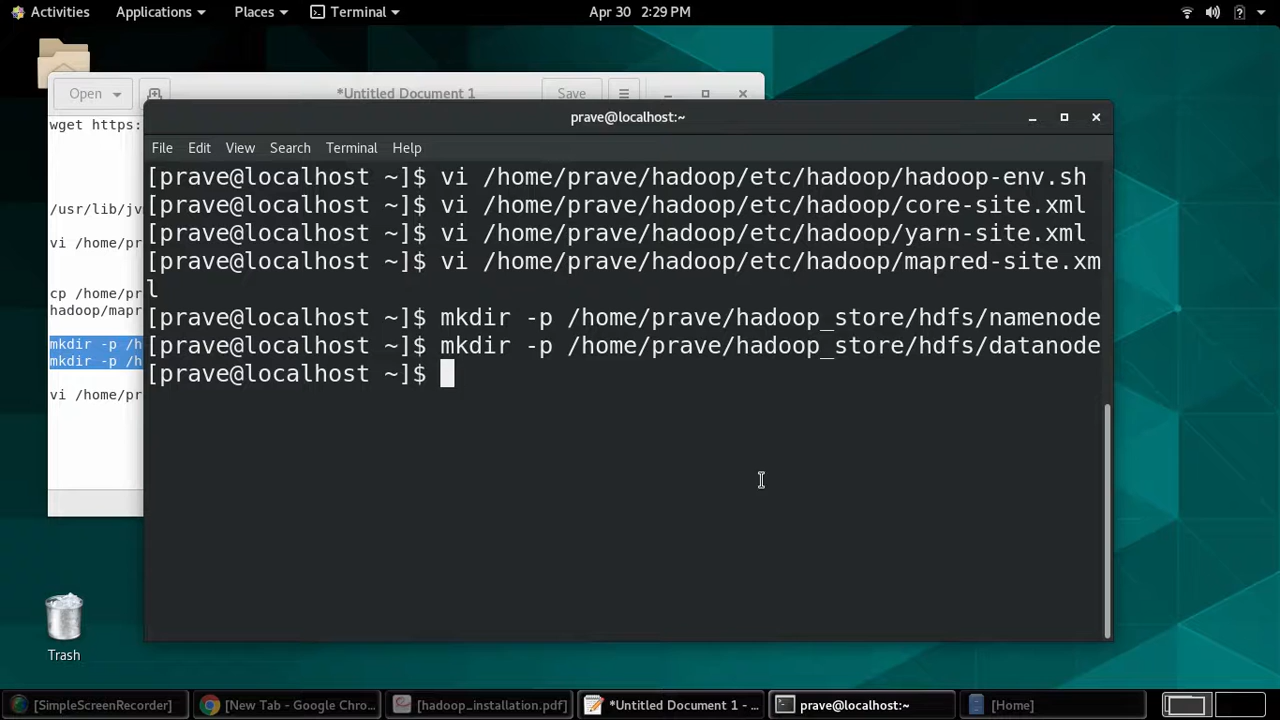 Activities Applications Places Terminal Apr 30 2:29 PM
Open *Untitled Document 1 Save
wget https:
/usr/lib/jv
vi /home/pr
cp /home/pr
hadoop/mapr
mkdir -p /h
mkdir -p /h
vi /home/pr
prave@localhost:~
File Edit View Search Terminal Help
[prave@localhost ~]$ vi /home/prave/hadoop/etc/hadoop/hadoop-env.sh
[prave@localhost ~]$ vi /home/prave/hadoop/etc/hadoop/core-site.xml
[prave@localhost ~]$ vi /home/prave/hadoop/etc/hadoop/yarn-site.xml
[prave@localhost ~]$ vi /home/prave/hadoop/etc/hadoop/mapred-site.xm
l
[prave@localhost ~]$ mkdir -p /home/prave/hadoop_store/hdfs/namenode
[prave@localhost ~]$ mkdir -p /home/prave/hadoop_store/hdfs/datanode
[prave@localhost ~]$
Trash
[SimpleScreenRecorder] [New Tab - Google Chro... [hadoop_installation.pdf] *Untitled Document 1 - ... prave@localhost:~ [Home]